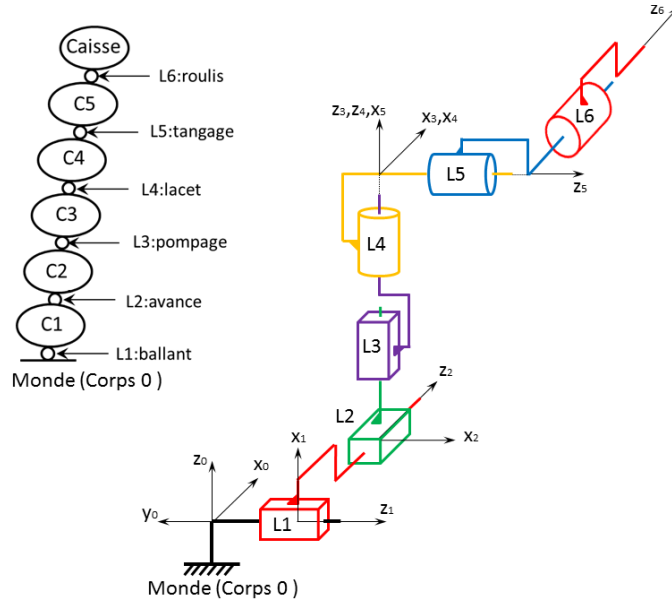 Caisse
L6:roulis
C5
L5:tangage
C4
L4:lacet
C3
L3:pompage
C2
L2:avance
C1
L1:ballant
Monde (Corps 0 )
z6
L6
z3,z4,x5
x3,x4
L5
z5
L4
L3
z2
L2
x2
x1
z0
x0
y0
L1
z1
Monde (Corps 0 )